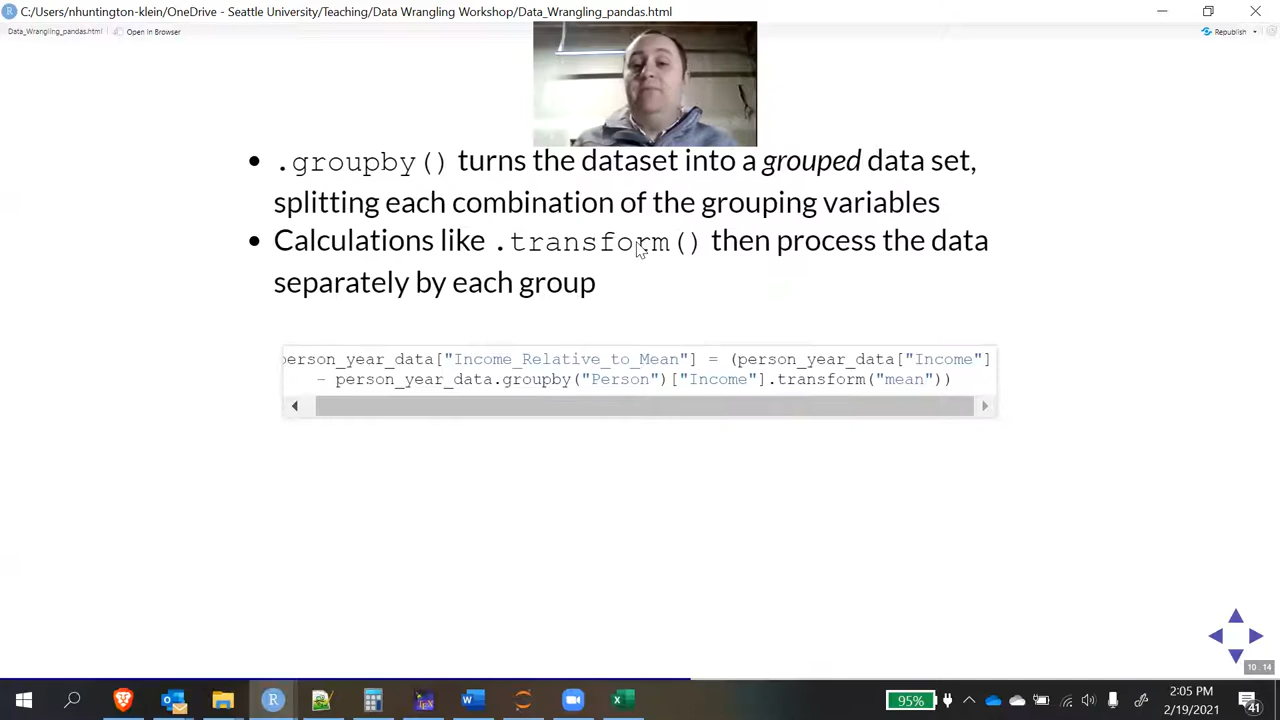 C:/Users/nhuntington-klein/OneDrive - Seattle University/Teaching/Data Wrangling Workshop/Data_Wrangling_pandas.html
Data_Wrangling_pandas.html Open in Browser Republish
.groupby() turns the dataset into a grouped data set,
splitting each combination of the grouping variables
Calculations like .transform() then process the data
separately by each group
person_year_data["Income_Relative_to_Mean"] = (person_year_data["Income"]
- person_year_data.groupby("Person")["Income"].transform("mean"))
10 . 14
95%
2:05 PM
2/19/2021
41